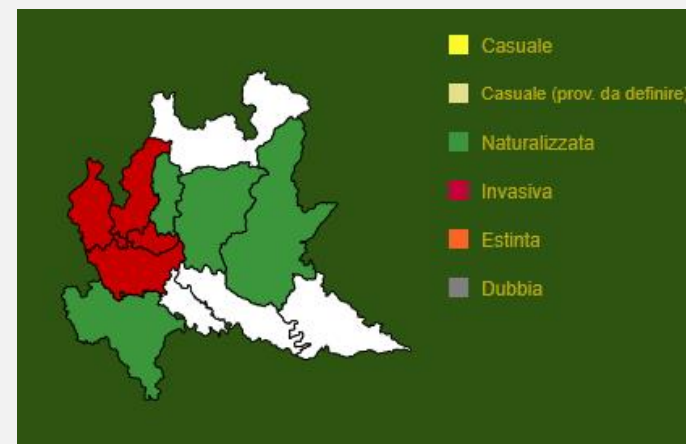 Casuale
Casuale (prov. da definire)
Naturalizzata
Invasiva
Estinta
Dubbia